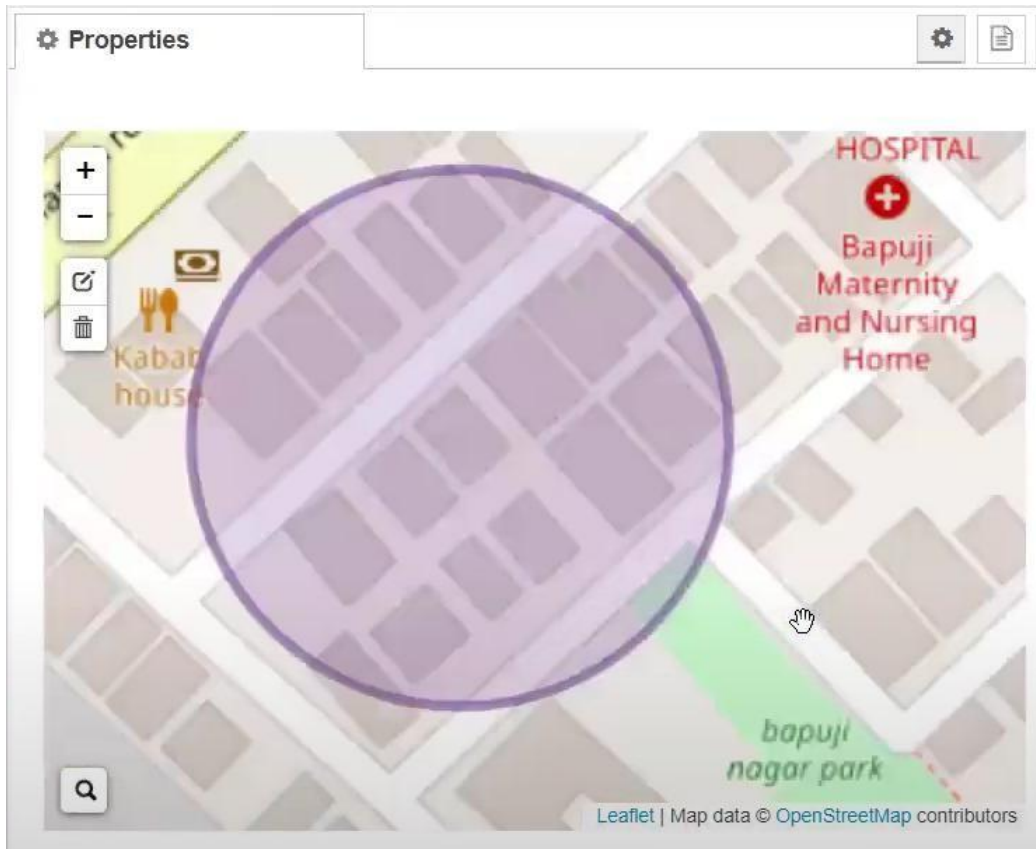 Properties
+
−
HOSPITAL
Bapuji
Maternity
and Nursing
Home
Kabab
house
bapuji
nagar park
Leaflet | Map data © OpenStreetMap contributors